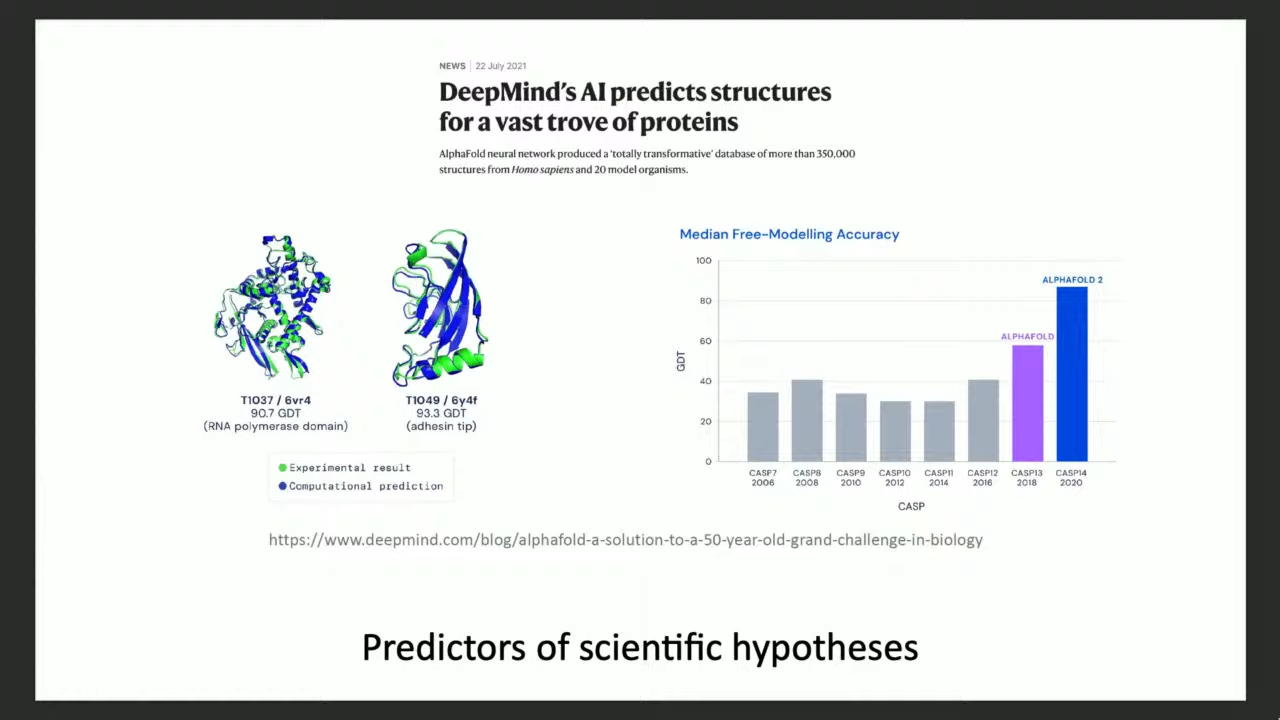 NEWS | 22 July 2021
DeepMind's AI predicts structures
for a vast trove of proteins
AlphaFold neural network produced a 'totally transformative' database of more than 350,000
structures from Homo sapiens and 20 model organisms.
T1037 / 6vr4
90.7 GDT
(RNA polymerase domain)
T1049 / 6y4f
93.3 GDT
(adhesin tip)
Experimental result
Computational prediction
Median Free-Modelling Accuracy
100
80
60
40
20
0
GDT
ALPHAFOLD
ALPHAFOLD 2
CASP7
2006
CASP8
2008
CASP9
2010
CASP10
2012
CASP11
2014
CASP12
2016
CASP13
2018
CASP14
2020
CASP
https://www.deepmind.com/blog/alphafold-a-solution-to-a-50-year-old-grand-challenge-in-biology
Predictors of scientific hypotheses